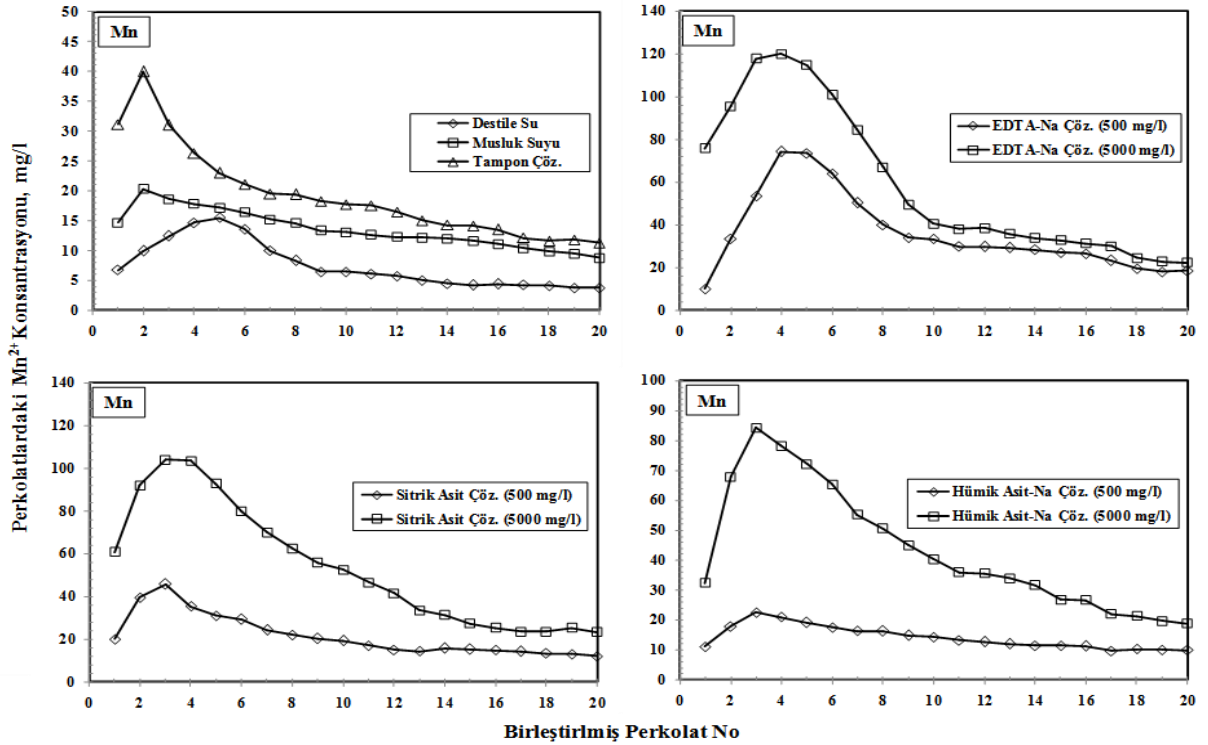 Perkolatlardaki Mn²⁺ Konsantrasyonu, mg/l
Mn
50
45
40
35
30
25
20
15
10
5
0
0 2 4 6 8 10 12 14 16 18 20
Destile Su
Musluk Suyu
Tampon Çöz.
Mn
140
120
100
80
60
40
20
0
0 2 4 6 8 10 12 14 16 18 20
EDTA-Na Çöz. (500 mg/l)
EDTA-Na Çöz. (5000 mg/l)
Mn
140
120
100
80
60
40
20
0
0 2 4 6 8 10 12 14 16 18 20
Sitrik Asit Çöz. (500 mg/l)
Sitrik Asit Çöz. (5000 mg/l)
Mn
100
90
80
70
60
50
40
30
20
10
0
0 2 4 6 8 10 12 14 16 18 20
Hümik Asit-Na Çöz. (500 mg/l)
Hümik Asit-Na Çöz. (5000 mg/l)
Birleştirlmiş Perkolat No